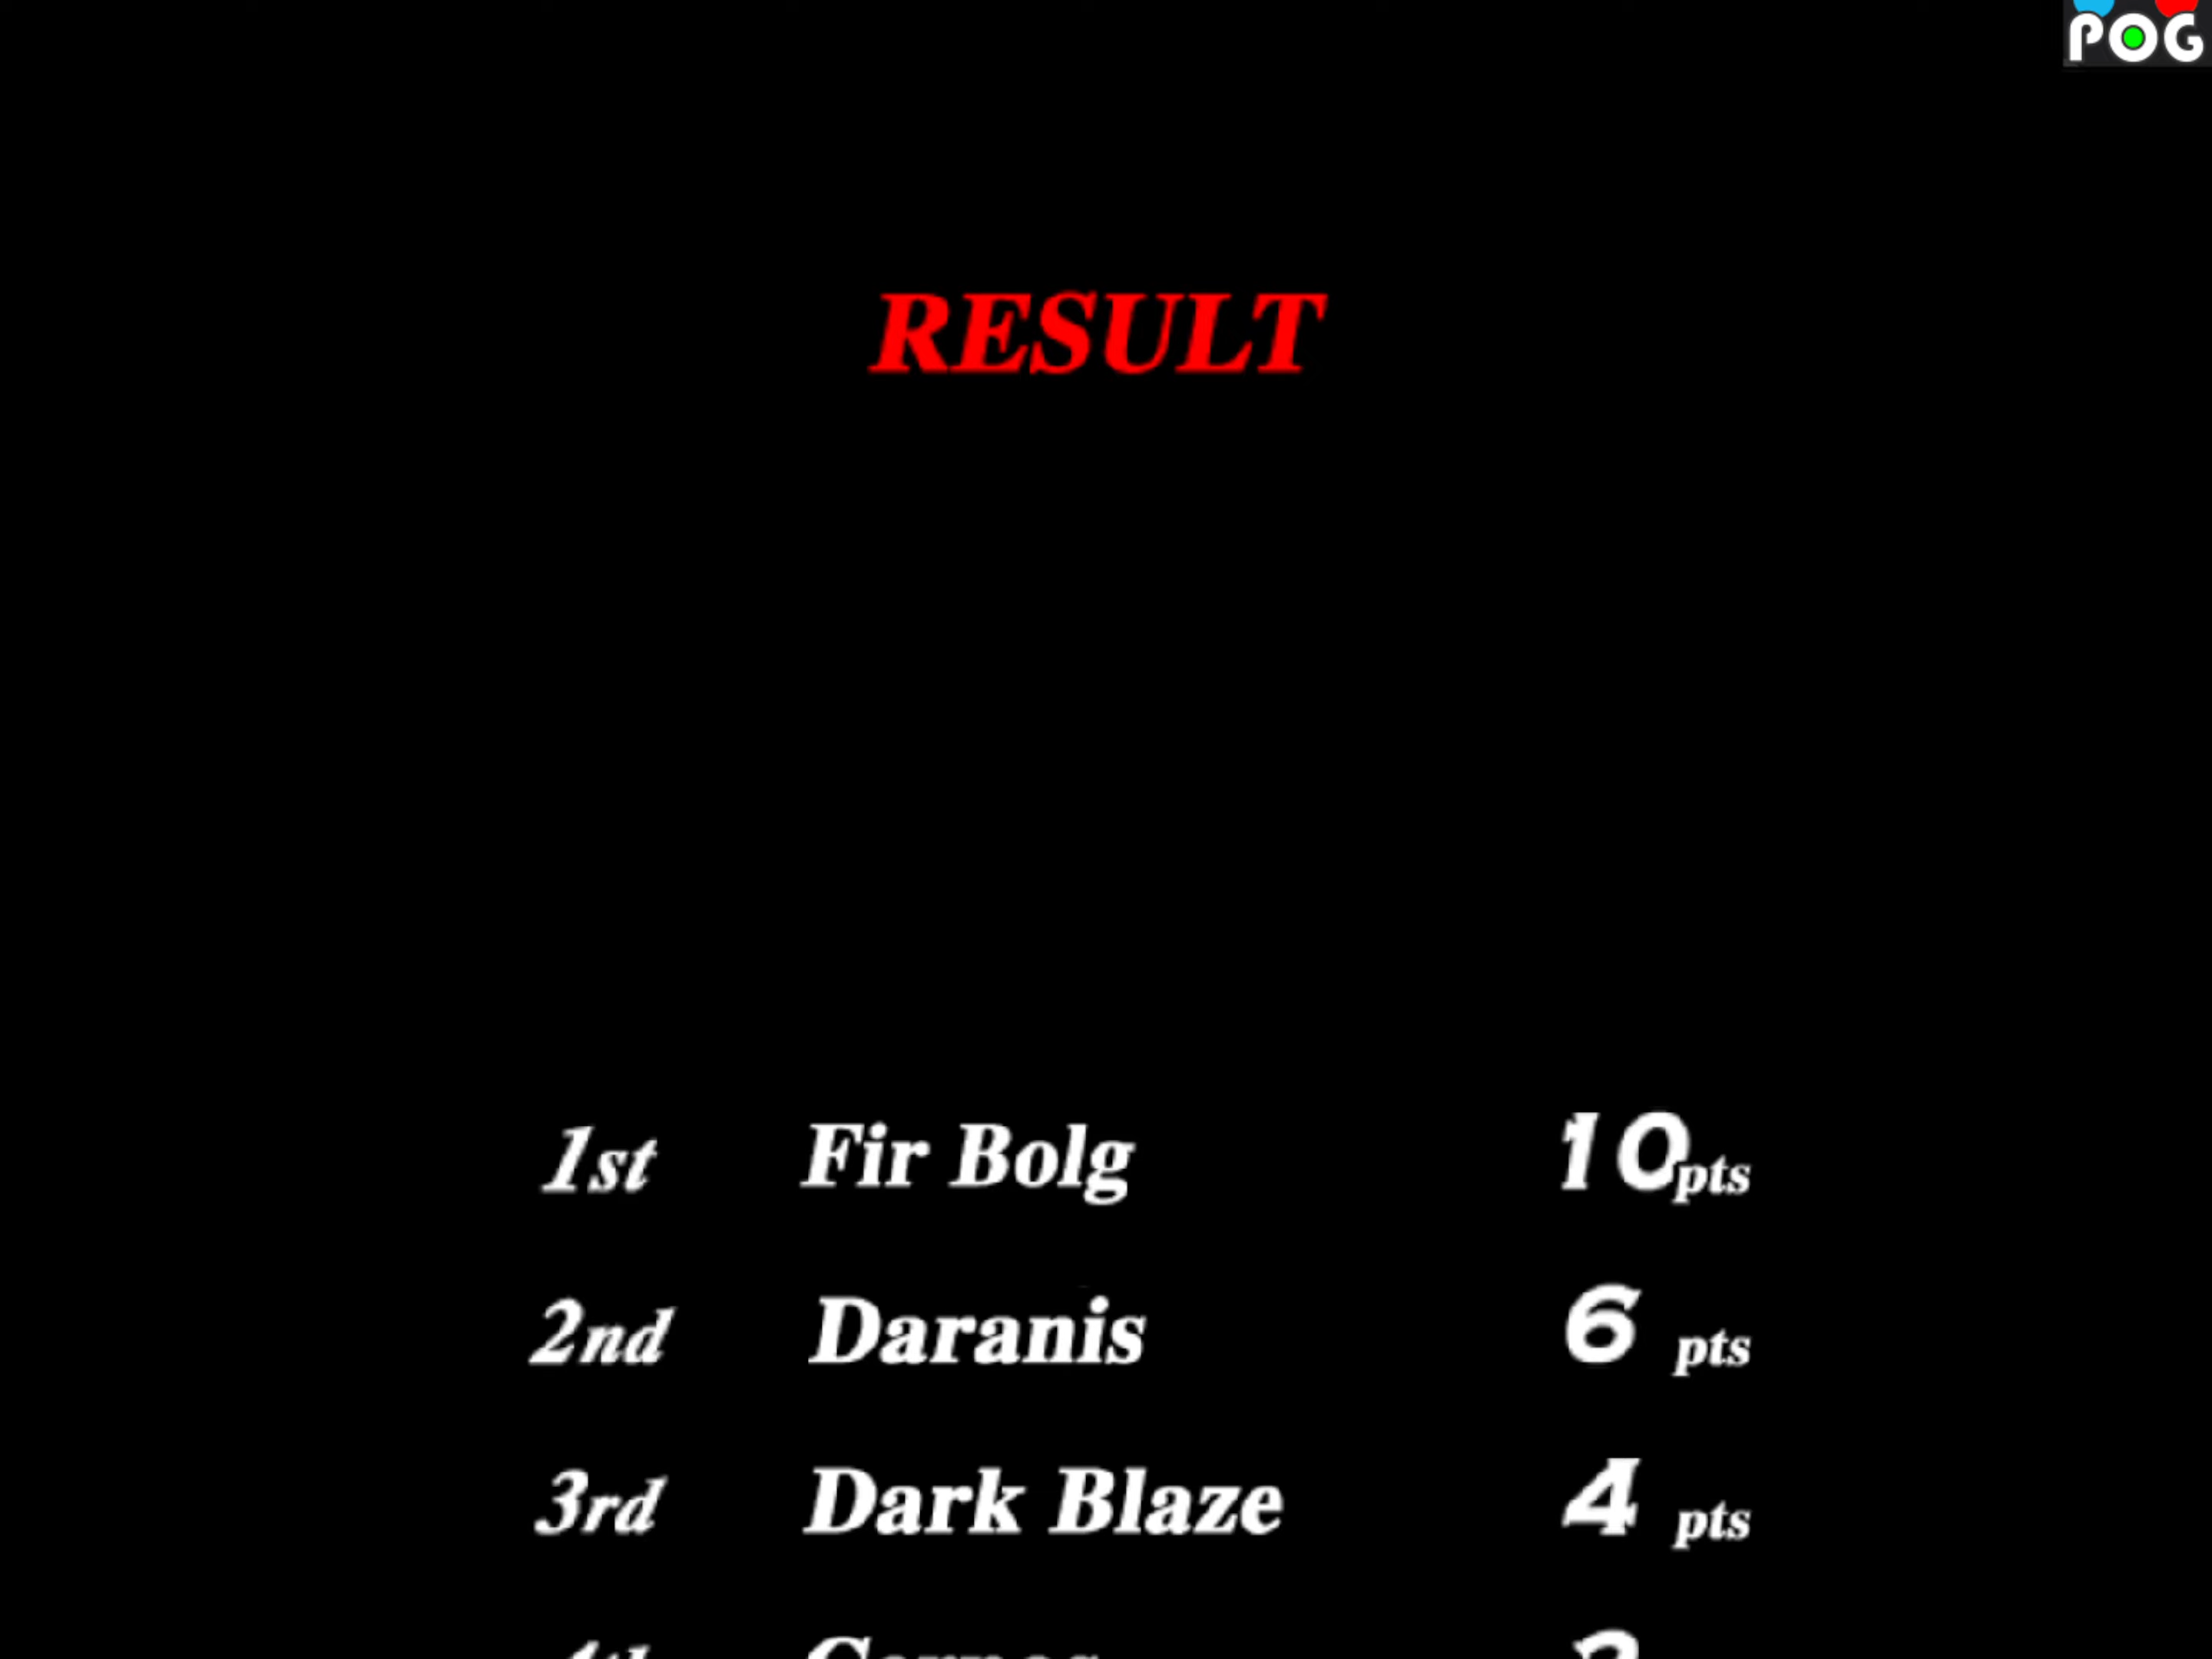 POG
RESULT
1st Fir Bolg 10pts
2nd Daranis 6 pts
3rd Dark Blaze 4 pts